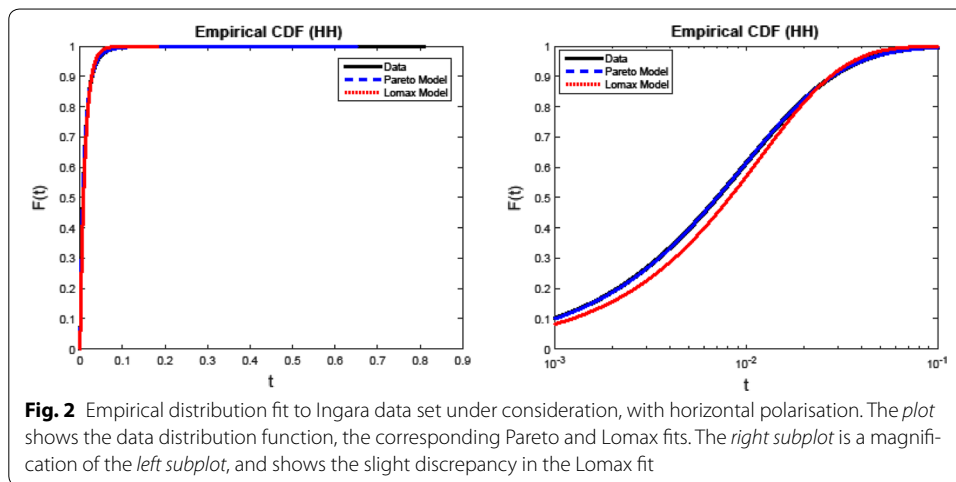 Empirical CDF (HH)
1
0.9
0.8
0.7
0.6
0.5
0.4
0.3
0.2
0.1
0
F(t)
Data
Pareto Model
Lomax Model
0 0.1 0.2 0.3 0.4 0.5 0.6 0.7 0.8 0.9
t
Empirical CDF (HH)
1
0.9
0.8
0.7
0.6
0.5
0.4
0.3
0.2
0.1
0
F(t)
Data
Pareto Model
Lomax Model
10^-3 10^-2 10^-1
t
Fig. 2 Empirical distribution fit to Ingara data set under consideration, with horizontal polarisation. The plot
shows the data distribution function, the corresponding Pareto and Lomax fits. The right subplot is a magnifi-
cation of the left subplot, and shows the slight discrepancy in the Lomax fit